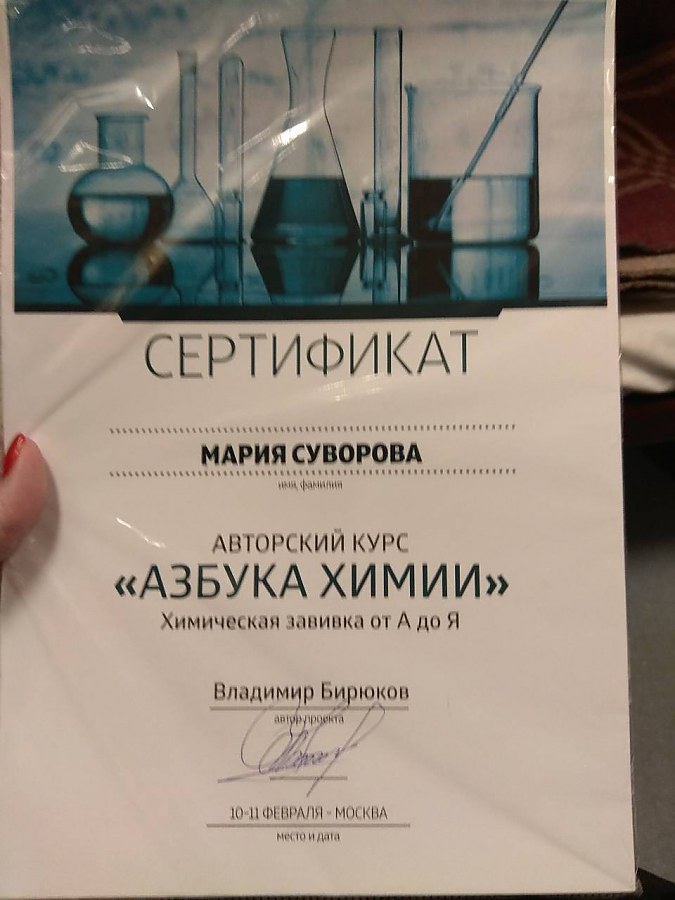 СЕРТИФИКАТ
МАРИЯ СУВОРОВА
имя, фамилия
АВТОРСКИЙ КУРС
«АЗБУКА ХИМИИ»
Химическая завивка от А до Я
Владимир Бирюков
автор проекта
10-11 ФЕВРАЛЯ - МОСКВА
место и дата